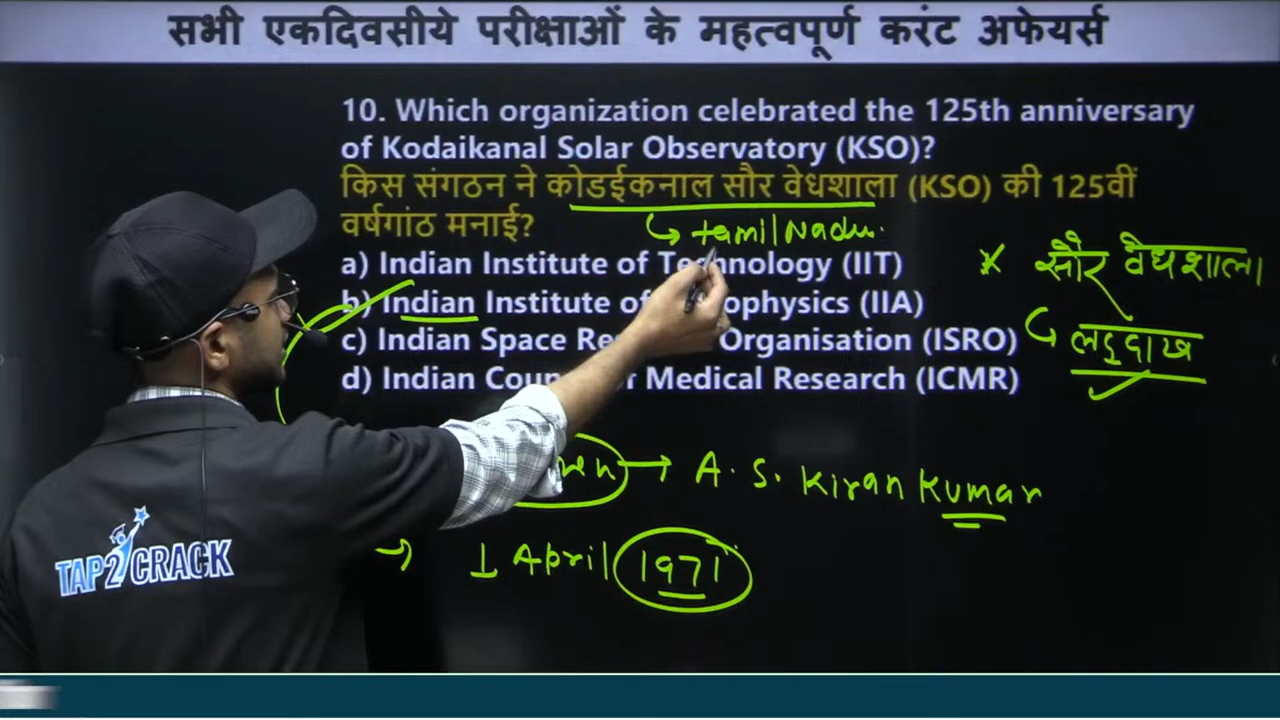 सभी एकदिवसीये परीक्षाओं के महत्वपूर्ण करंट अफेयर्स
10. Which organization celebrated the 125th anniversary
of Kodaikanal Solar Observatory (KSO)?
किस संगठन ने कोडईकनाल सौर वेधशाला (KSO) की 125वीं
वर्षगांठ मनाई?
→ tamil Nadu.
a) Indian Institute of Technology (IIT)
b) Indian Institute of ophysics (IIA)
c) Indian Space Re Organisation (ISRO)
d) Indian Coun r Medical Research (ICMR)
* सौर वेधशाला
लद्दाख
→ A. S. Kiran Kumar
→ 1 April 1971
TAP2CRACK